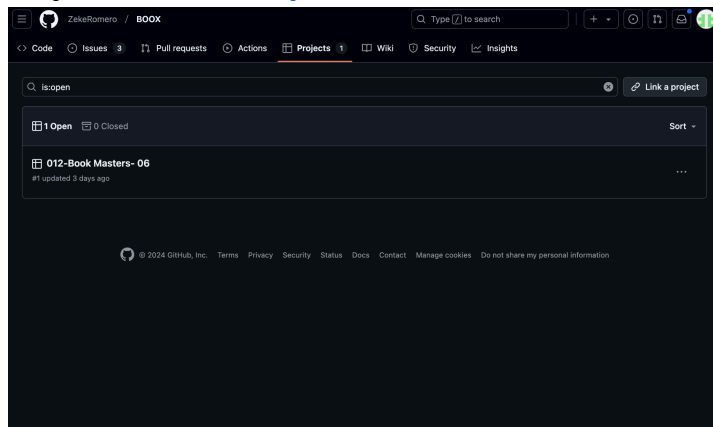 ZekeRomero / BOOX
Type / to search
Code Issues 3 Pull requests Actions Projects 1 Wiki Security Insights
is:open
Link a project
1 Open 0 Closed
Sort
012-Book Masters- 06
#1 updated 3 days ago
© 2024 GitHub, Inc. Terms Privacy Security Status Docs Contact Manage cookies Do not share my personal information